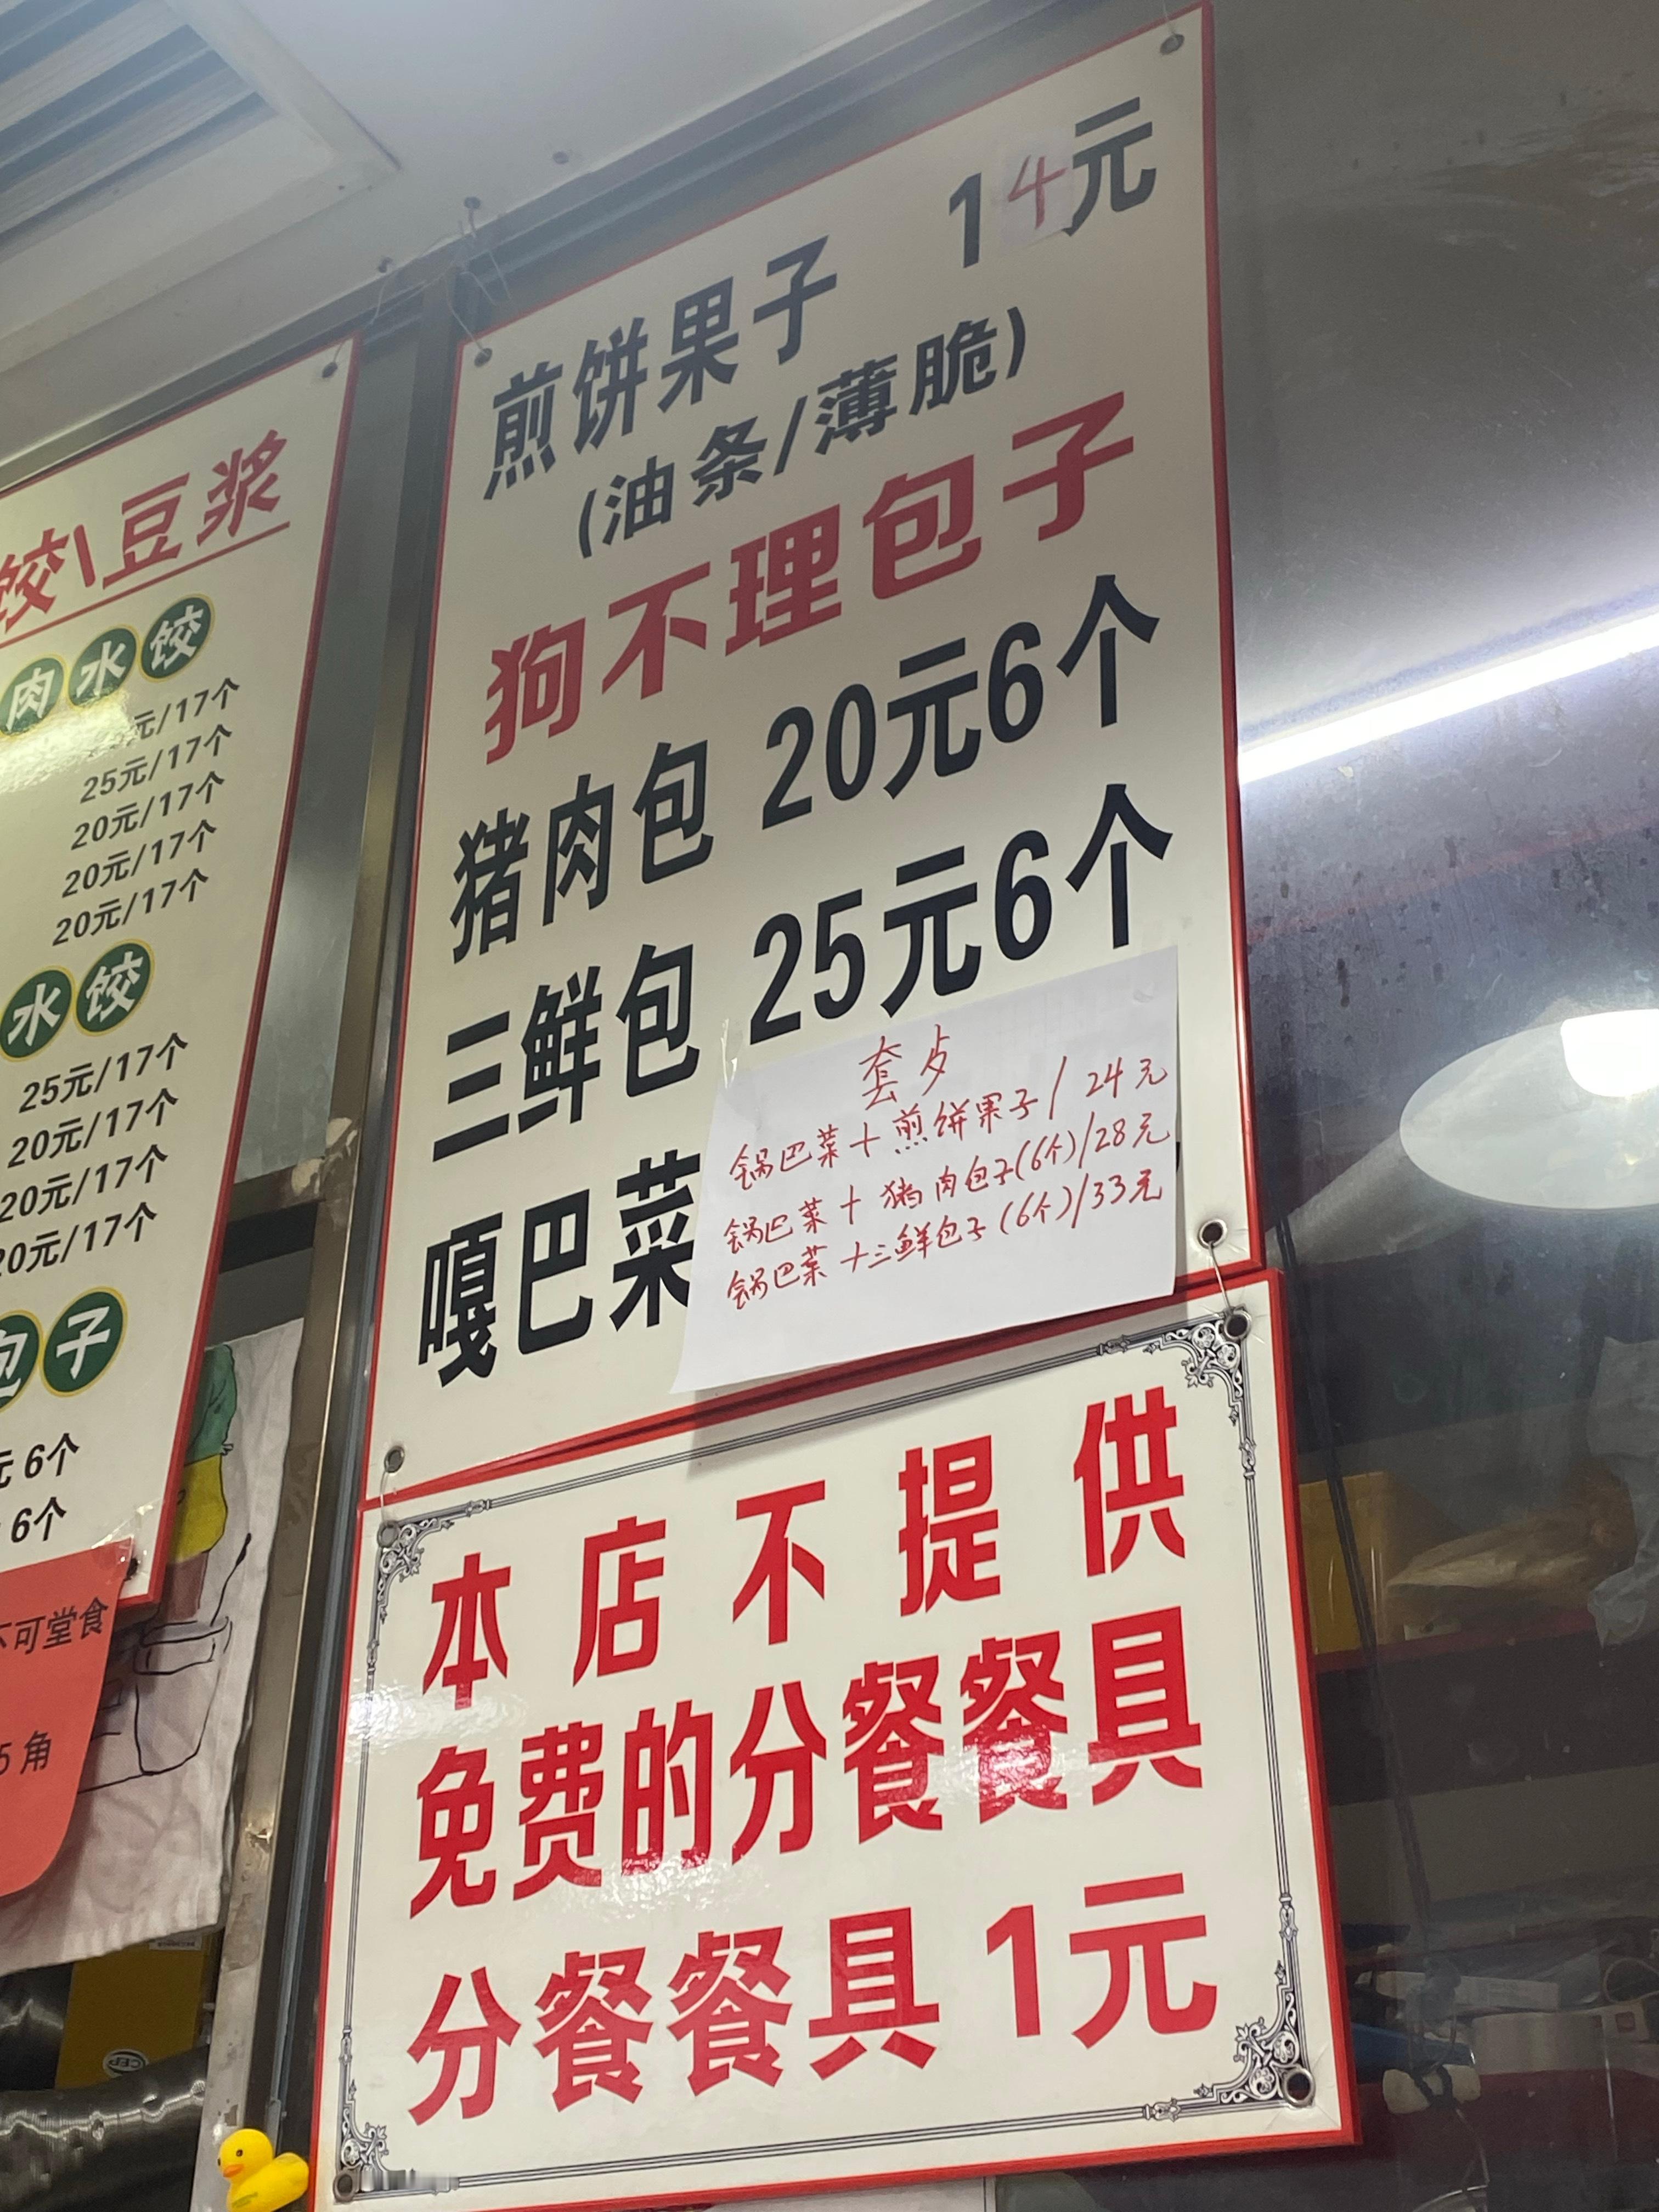 饺\豆浆
肉水饺
元/17个
25元/17个
20元/17个
20元/17个
20元/17个
水饺
25元/17个
20元/17个
20元/17个
20元/17个
包子
元 6个
6个
不可堂食
5角
煎饼果子 14元
(油条/薄脆)
狗不理包子
猪肉包 20元6个
三鲜包 25元6个
嘎巴菜
套歺
锅巴菜+煎饼果子/24元
锅巴菜+猪肉包子(6个)/28元
锅巴菜+三鲜包子(6个)/33元
本店不提供
免费的分餐餐具
分餐餐具1元